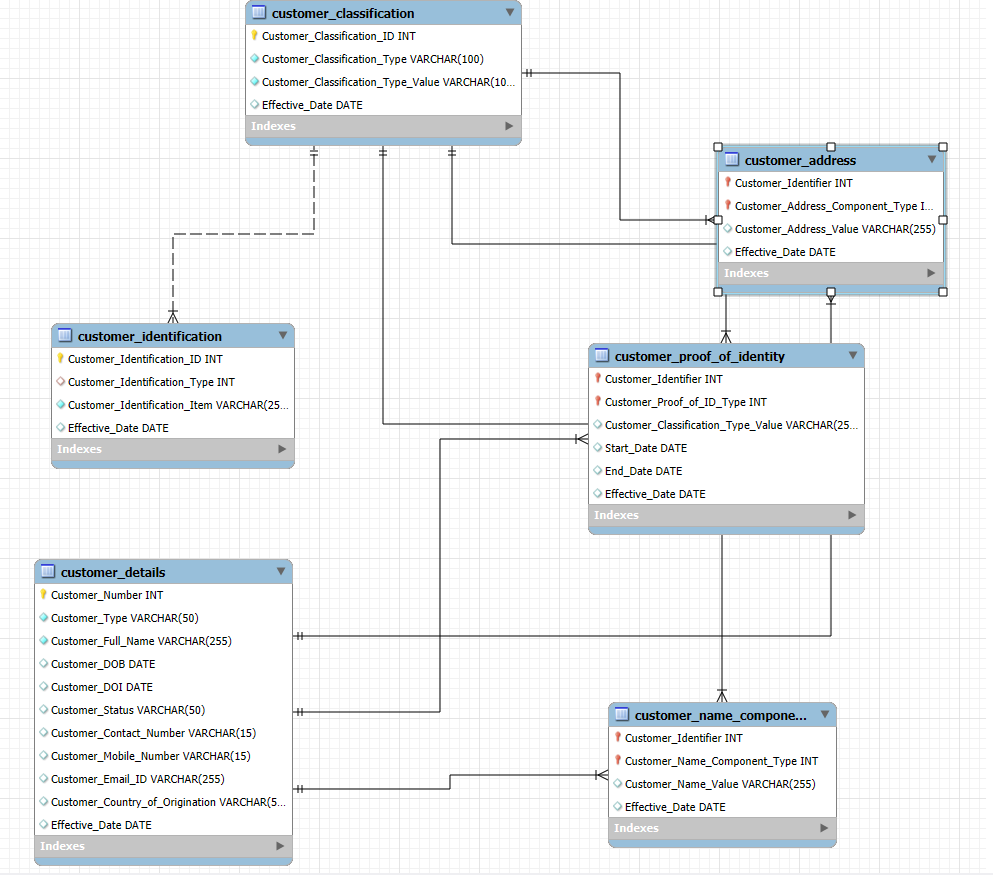 customer_classification
Customer_Classification_ID INT
Customer_Classification_Type VARCHAR(100)
Customer_Classification_Type_Value VARCHAR(10...
Effective_Date DATE
Indexes
customer_address
Customer_Identifier INT
Customer_Address_Component_Type I...
Customer_Address_Value VARCHAR(255)
Effective_Date DATE
Indexes
customer_identification
Customer_Identification_ID INT
Customer_Identification_Type INT
Customer_Identification_Item VARCHAR(25...
Effective_Date DATE
Indexes
customer_proof_of_identity
Customer_Identifier INT
Customer_Proof_of_ID_Type INT
Customer_Classification_Type_Value VARCHAR(25...
Start_Date DATE
End_Date DATE
Effective_Date DATE
Indexes
customer_details
Customer_Number INT
Customer_Type VARCHAR(50)
Customer_Full_Name VARCHAR(255)
Customer_DOB DATE
Customer_DOI DATE
Customer_Status VARCHAR(50)
Customer_Contact_Number VARCHAR(15)
Customer_Mobile_Number VARCHAR(15)
Customer_Email_ID VARCHAR(255)
Customer_Country_of_Origination VARCHAR(5...
Effective_Date DATE
Indexes
customer_name_compone...
Customer_Identifier INT
Customer_Name_Component_Type INT
Customer_Name_Value VARCHAR(255)
Effective_Date DATE
Indexes